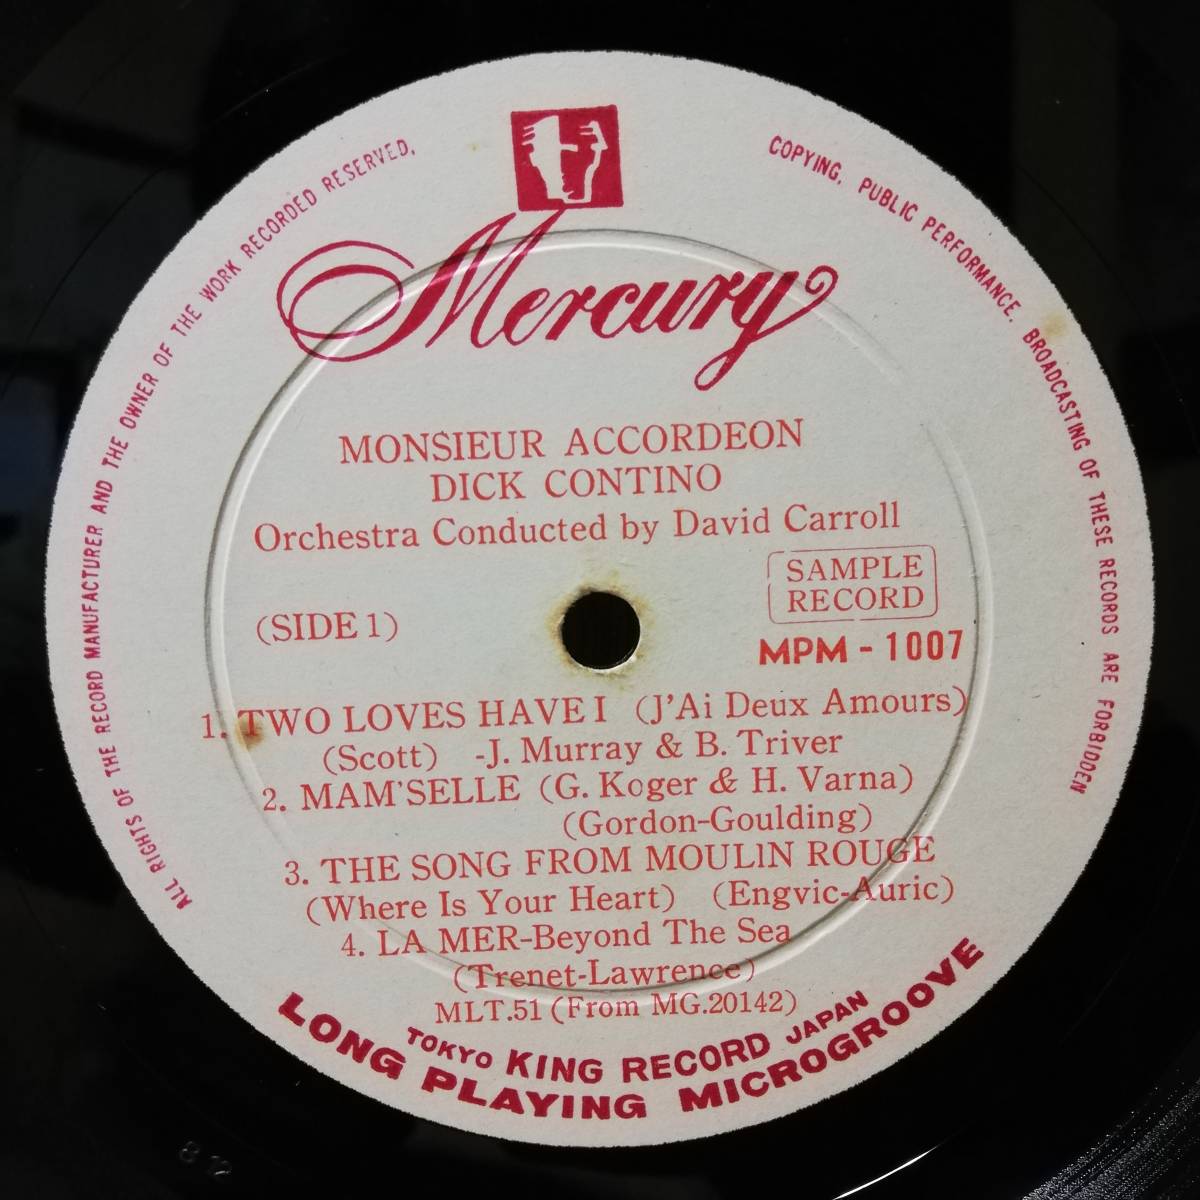 ALL RIGHTS OF THE RECORD MANUFACTURER AND THE OWNER OF THE WORK RECORDED RESERVED.
COPYING, PUBLIC PERFORMANCE. BROADCASTING OF THESE RECORDS ARE FORBIDDEN
Mercury
MONSIEUR ACCORDEON
DICK CONTINO
Orchestra Conducted by David Carroll
SAMPLE
RECORD
(SIDE 1)
MPM - 1007
1. TWO LOVES HAVE I (J'Ai Deux Amours)
(Scott) -J. Murray & B. Triver
2. MAM'SELLE (G. Koger & H. Varna)
(Gordon-Goulding)
3. THE SONG FROM MOULIN ROUGE
(Where Is Your Heart) (Engvic-Auric)
4. LA MER-Beyond The Sea
(Trenet-Lawrence)
MLT.51 (From MG.20142)
TOKYO KING RECORD JAPAN
LONG PLAYING MICROGROOVE